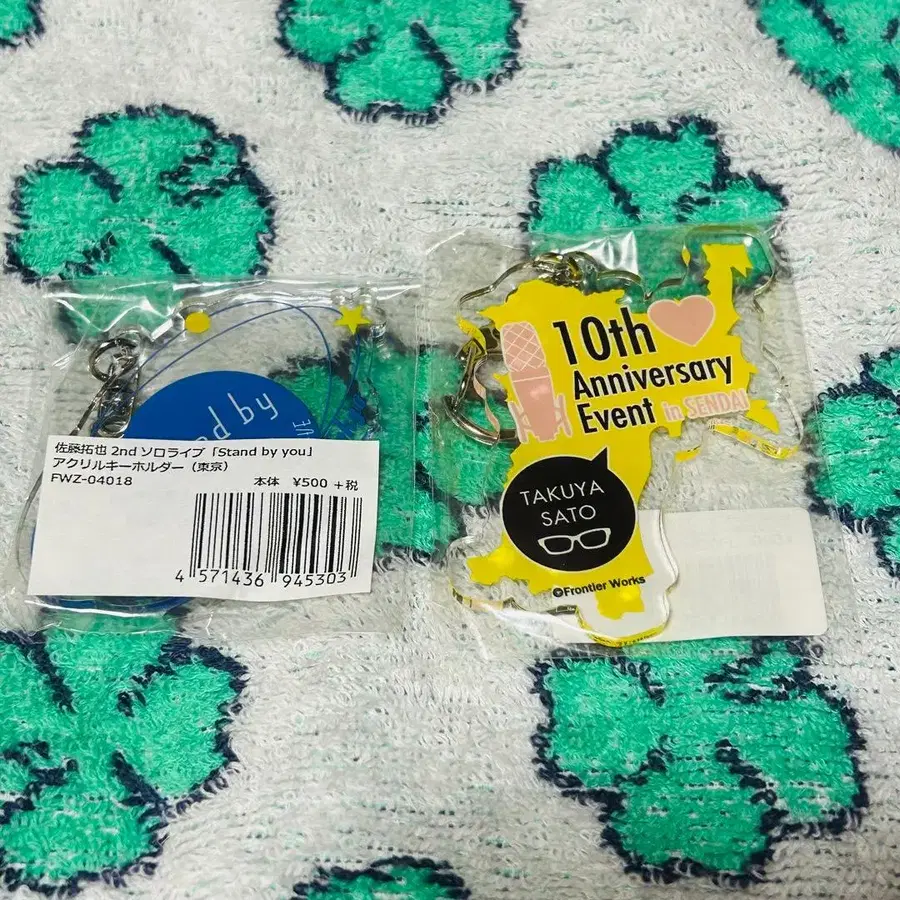 nd by
佐藤拓也 2nd ソロライブ「Stand by you」
アクリルキーホルダー（東京）
FWZ-04018
本体 ¥500 +税
4 571436 945303
10th
Anniversary
Event in SENDAI
TAKUYA
SATO
©Frontier Works